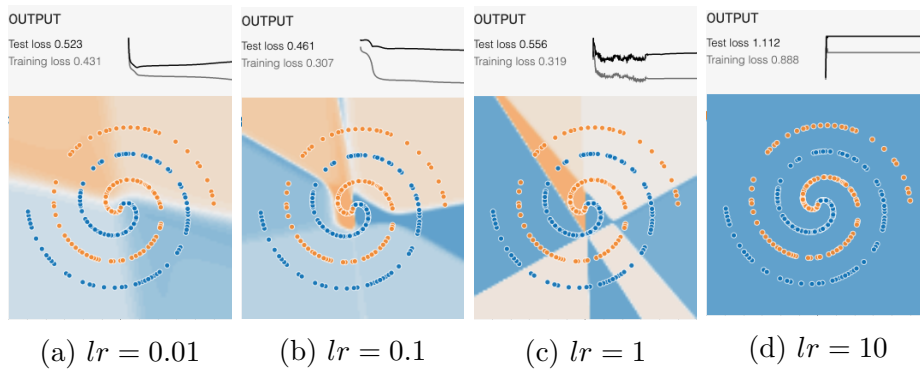 OUTPUT
Test loss 0.523
Training loss 0.431
OUTPUT
Test loss 0.461
Training loss 0.307
OUTPUT
Test loss 0.556
Training loss 0.319
OUTPUT
Test loss 1.112
Training loss 0.888
(a) lr = 0.01
(b) lr = 0.1
(c) lr = 1
(d) lr = 10